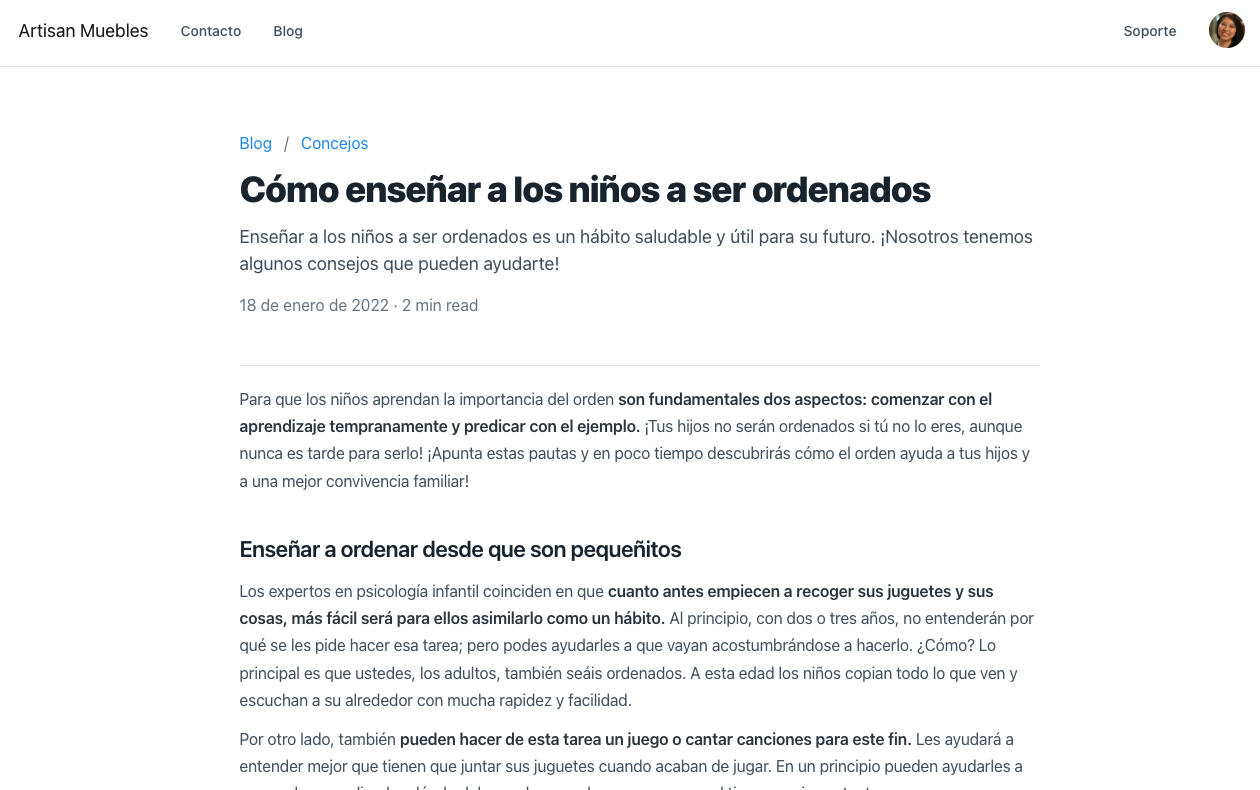 Artisan Muebles
Contacto
Blog
Soporte
Blog / Concejos
Cómo enseñar a los niños a ser ordenados
Enseñar a los niños a ser ordenados es un hábito saludable y útil para su futuro. ¡Nosotros tenemos
algunos consejos que pueden ayudarte!
18 de enero de 2022 · 2 min read
Para que los niños aprendan la importancia del orden son fundamentales dos aspectos: comenzar con el
aprendizaje tempranamente y predicar con el ejemplo. ¡Tus hijos no serán ordenados si tú no lo eres, aunque
nunca es tarde para serlo! ¡Apunta estas pautas y en poco tiempo descubrirás cómo el orden ayuda a tus hijos y
a una mejor convivencia familiar!
Enseñar a ordenar desde que son pequeñitos
Los expertos en psicología infantil coinciden en que cuanto antes empiecen a recoger sus juguetes y sus
cosas, más fácil será para ellos asimilarlo como un hábito. Al principio, con dos o tres años, no entenderán por
qué se les pide hacer esa tarea; pero podes ayudarles a que vayan acostumbrándose a hacerlo. ¿Cómo? Lo
principal es que ustedes, los adultos, también seáis ordenados. A esta edad los niños copian todo lo que ven y
escuchan a su alrededor con mucha rapidez y facilidad.
Por otro lado, también pueden hacer de esta tarea un juego o cantar canciones para este fin. Les ayudará a
entender mejor que tienen que juntar sus juguetes cuando acaban de jugar. En un principio pueden ayudarles a